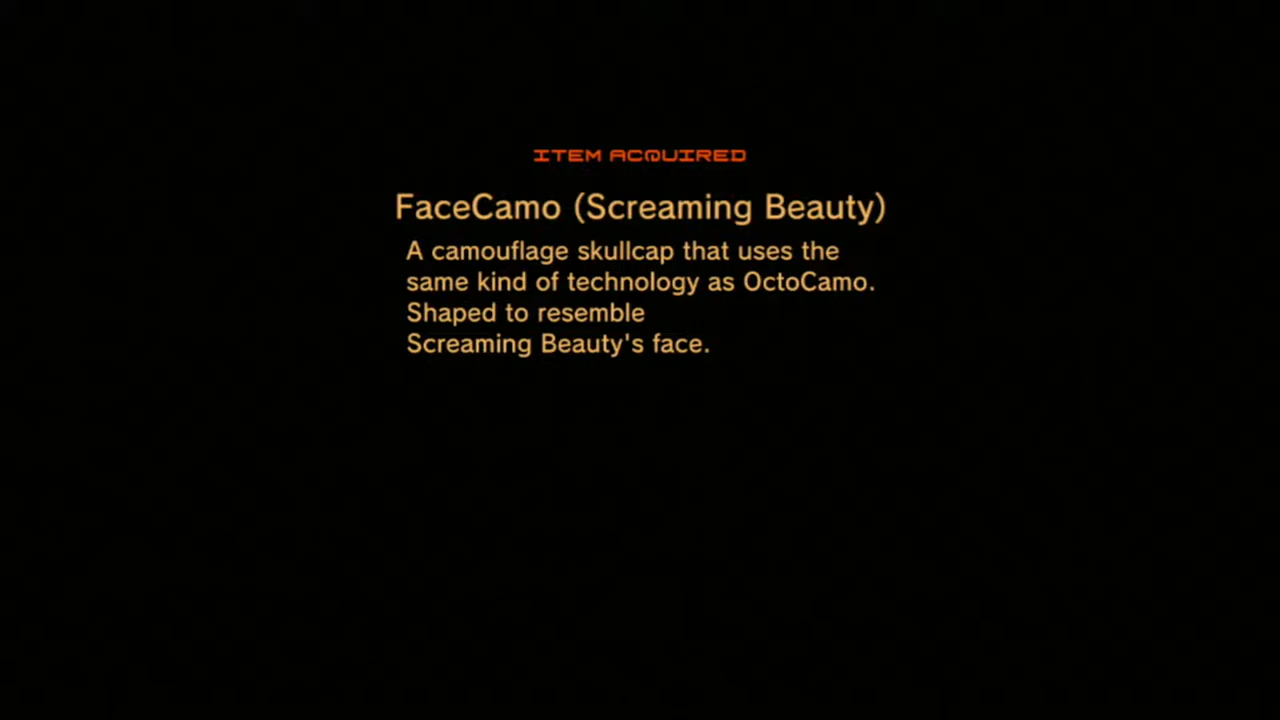 ITEM ACQUIRED
FaceCamo (Screaming Beauty)
A camouflage skullcap that uses the
same kind of technology as OctoCamo.
Shaped to resemble
Screaming Beauty's face.